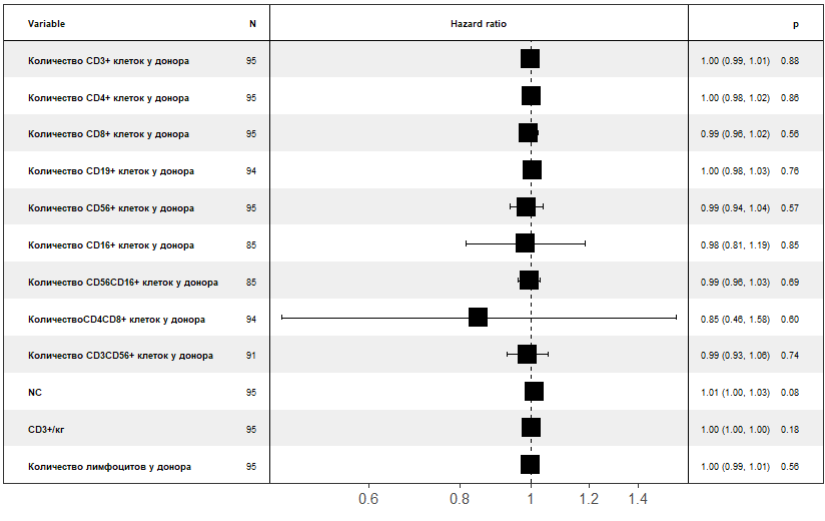 Variable N Hazard ratio p
Количество CD3+ клеток у донора 95 1.00 (0.99, 1.01) 0.88
Количество CD4+ клеток у донора 95 1.00 (0.98, 1.02) 0.86
Количество CD8+ клеток у донора 95 0.99 (0.96, 1.02) 0.56
Количество CD19+ клеток у донора 94 1.00 (0.98, 1.03) 0.76
Количество CD56+ клеток у донора 95 0.99 (0.94, 1.04) 0.57
Количество CD16+ клеток у донора 85 0.98 (0.81, 1.19) 0.85
Количество CD56CD16+ клеток у донора 85 0.99 (0.96, 1.03) 0.69
КоличествоCD4CD8+ клеток у донора 94 0.85 (0.46, 1.58) 0.60
Количество CD3CD56+ клеток у донора 91 0.99 (0.93, 1.06) 0.74
NC 95 1.01 (1.00, 1.03) 0.08
CD3+/кг 95 1.00 (1.00, 1.00) 0.18
Количество лимфоцитов у донора 95 1.00 (0.99, 1.01) 0.56
0.6 0.8 1 1.2 1.4